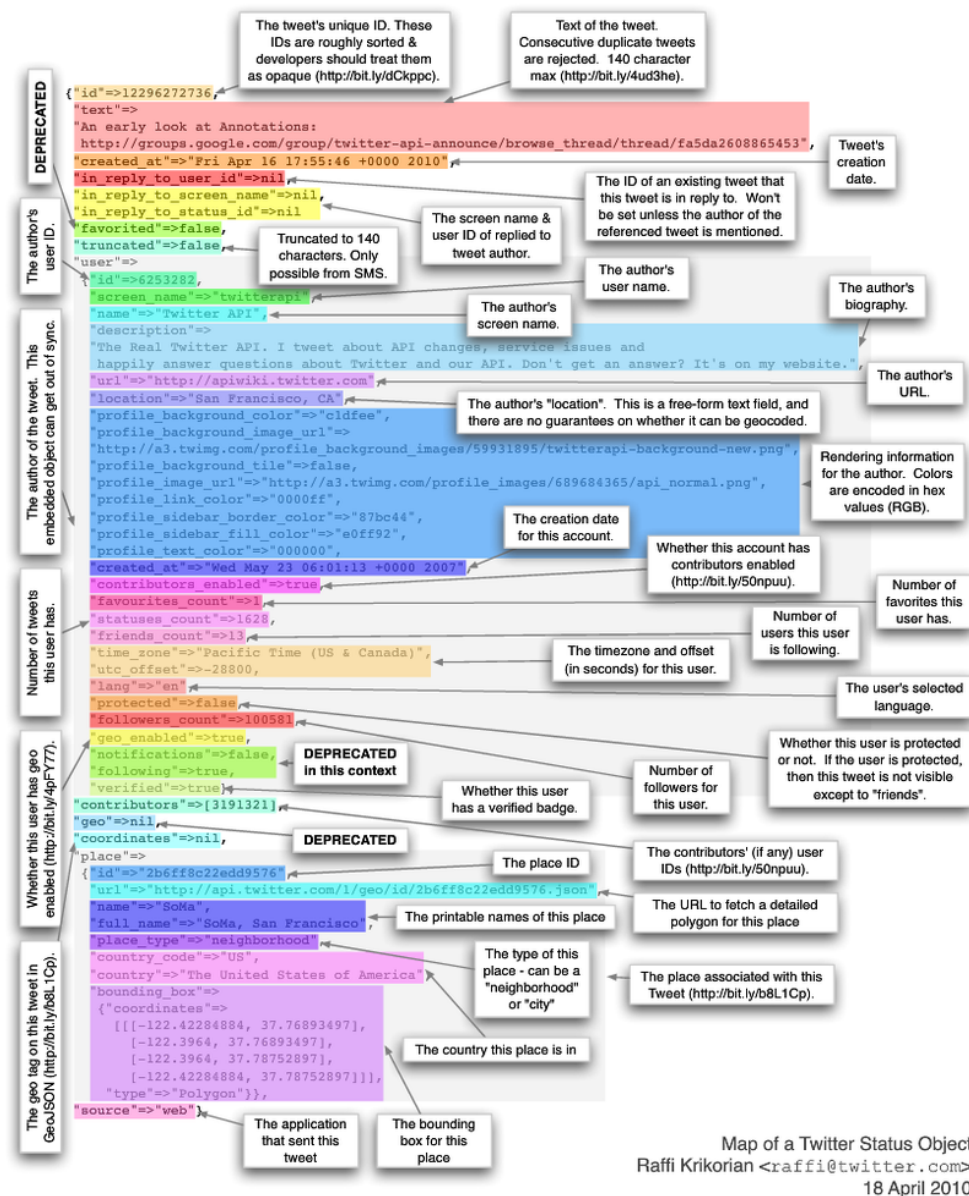 The tweet's unique ID. These
IDs are roughly sorted &
developers should treat them
as opaque (http://bit.ly/dCkppc).
Text of the tweet.
Consecutive duplicate tweets
are rejected. 140 character
max (http://bit.ly/4ud3he).
DEPRECATED
{"id"=>12296272736,
"text"=>
"An early look at Annotations:
http://groups.google.com/group/twitter-api-announce/browse_thread/thread/fa5da2608865453",
"created_at"=>"Fri Apr 16 17:55:46 +0000 2010",
"in_reply_to_user_id"=>nil,
"in_reply_to_screen_name"=>nil,
"in_reply_to_status_id"=>nil
"favorited"=>false,
"truncated"=>false,
Tweet's
creation
date.
The ID of an existing tweet that
this tweet is in reply to. Won't
be set unless the author of the
referenced tweet is mentioned.
The screen name &
user ID of replied to
tweet author.
Truncated to 140
characters. Only
possible from SMS.
The author's
user ID.
"user"=>
{"id"=>6253282,
"screen_name"=>"twitterapi",
"name"=>"Twitter API",
"description"=>
"The Real Twitter API. I tweet about API changes, service issues and
happily answer questions about Twitter and our API. Don't get an answer? It's on my website.",
"url"=>"http://apiwiki.twitter.com",
"location"=>"San Francisco, CA",
"profile_background_color"=>"c1dfee",
"profile_background_image_url"=>
"http://a3.twimg.com/profile_background_images/59931895/twitterapi-background-new.png",
"profile_background_tile"=>false,
"profile_image_url"=>"http://a3.twimg.com/profile_images/689684365/api_normal.png",
"profile_link_color"=>"0000ff",
"profile_sidebar_border_color"=>"87bc44",
"profile_sidebar_fill_color"=>"e0ff92",
"profile_text_color"=>"000000",
"created_at"=>"Wed May 23 06:01:13 +0000 2007",
"contributors_enabled"=>true,
"favourites_count"=>1,
"statuses_count"=>1628,
"friends_count"=>13,
"time_zone"=>"Pacific Time (US & Canada)",
"utc_offset"=>-28800,
"lang"=>"en",
"protected"=>false,
"followers_count"=>100581,
"geo_enabled"=>true,
"notifications"=>false,
"following"=>true,
"verified"=>true},
The author's
user name.
The author's
screen name.
The author's
biography.
The author's
URL.
The author's "location". This is a free-form text field, and
there are no guarantees on whether it can be geocoded.
Rendering information
for the author. Colors
are encoded in hex
values (RGB).
The author of the tweet. This
embedded object can get out of sync.
The creation date
for this account.
Whether this account has
contributors enabled
(http://bit.ly/50npuu).
Number of
favorites this
user has.
Number of tweets
this user has.
Number of
users this user
is following.
The timezone and offset
(in seconds) for this user.
The user's selected
language.
Whether this user is protected
or not. If the user is protected,
then this tweet is not visible
except to "friends".
Number of
followers for
this user.
DEPRECATED
in this context
Whether this user
has a verified badge.
Whether this user has geo
enabled (http://bit.ly/4pFY77).
"contributors"=>[3191321],
"geo"=>nil,
"coordinates"=>nil,
DEPRECATED
The contributors' (if any) user
IDs (http://bit.ly/50npuu).
The geo tag on this tweet in
GeoJSON (http://bit.ly/b8L1Cp).
"place"=>
{"id"=>"2b6ff8c22edd9576",
"url"=>"http://api.twitter.com/1/geo/id/2b6ff8c22edd9576.json",
"name"=>"SoMa",
"full_name"=>"SoMa, San Francisco",
"place_type"=>"neighborhood",
"country_code"=>"US",
"country"=>"The United States of America",
"bounding_box"=>
{"coordinates"=>
[[[-122.42284884, 37.76893497],
[-122.3964, 37.76893497],
[-122.3964, 37.78752897],
[-122.42284884, 37.78752897]]],
"type"=>"Polygon"}},
"source"=>"web"}
The place ID
The URL to fetch a detailed
polygon for this place
The printable names of this place
The type of this
place - can be a
"neighborhood"
or "city"
The place associated with this
Tweet (http://bit.ly/b8L1Cp).
The country this place is in
The application
that sent this
tweet
The bounding
box for this
place
Map of a Twitter Status Object
Raffi Krikorian <raffi@twitter.com>
18 April 2010